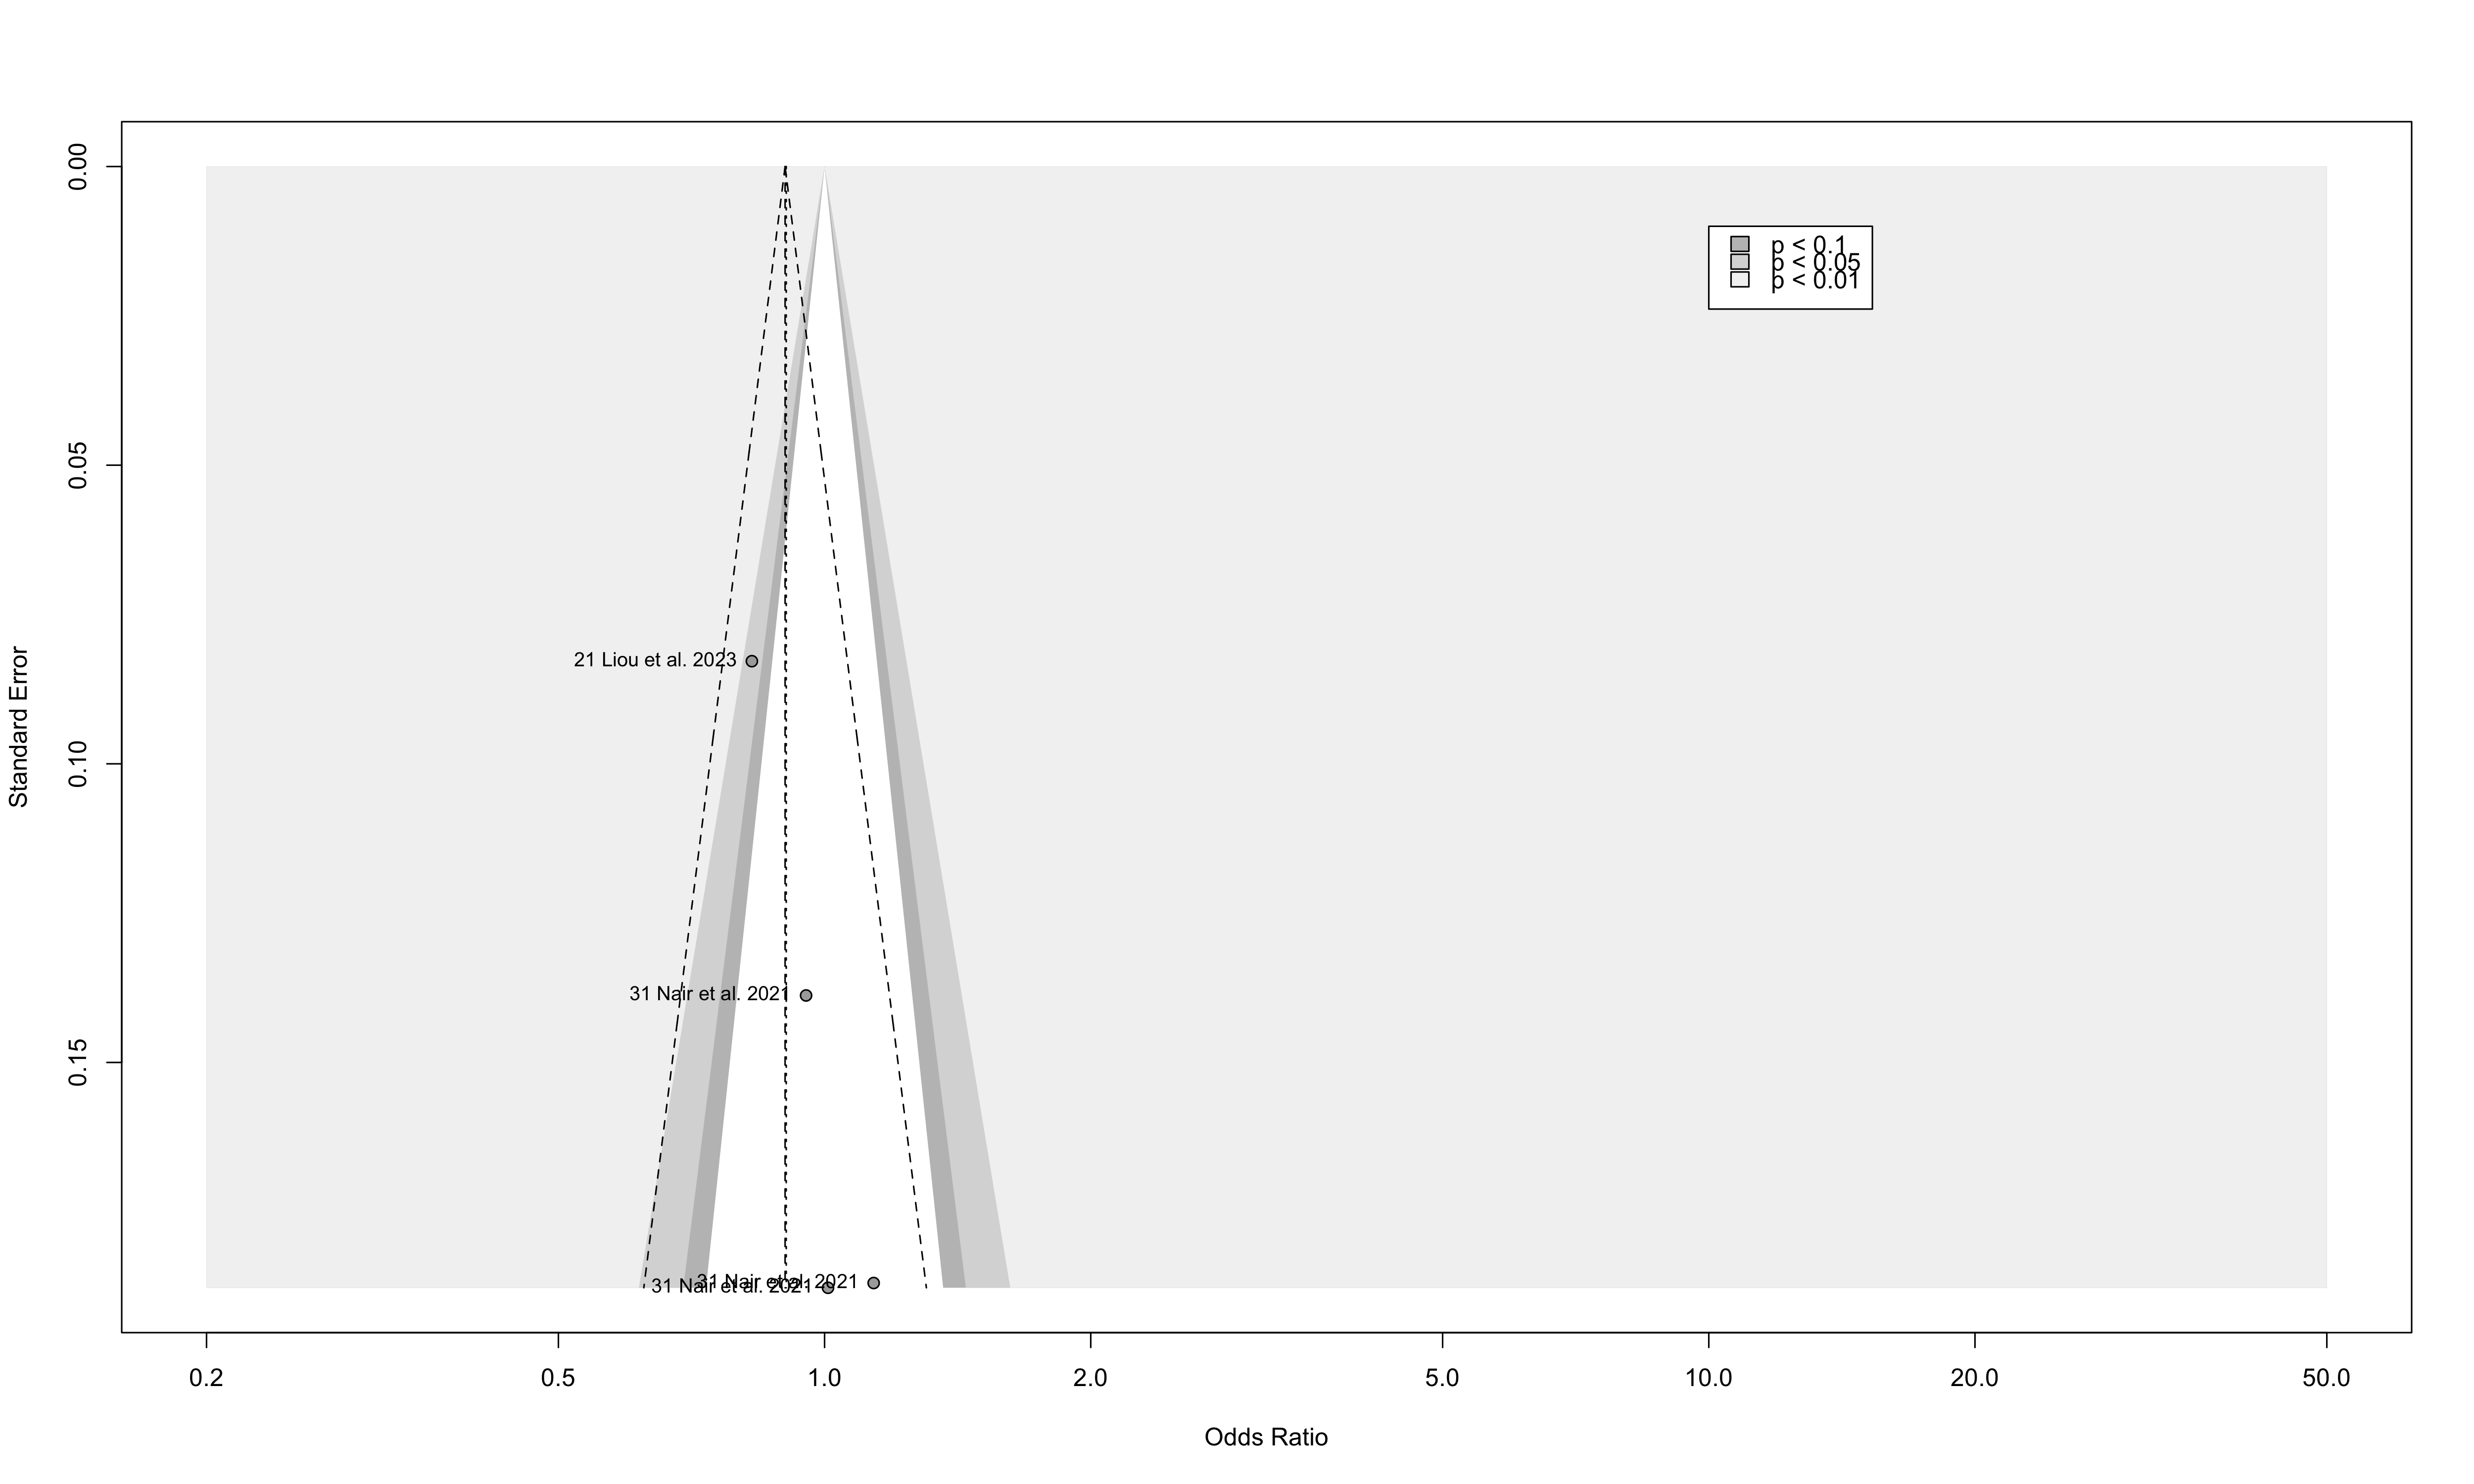 0.00
0.05
0.10
0.15
Standard Error
p < 0.1
p < 0.05
p < 0.01
21 Liou et al. 2023
31 Nair et al. 2021
31 Nair et al. 2021
31 Nair et al. 2021
0.2
0.5
1.0
2.0
5.0
10.0
20.0
50.0
Odds Ratio